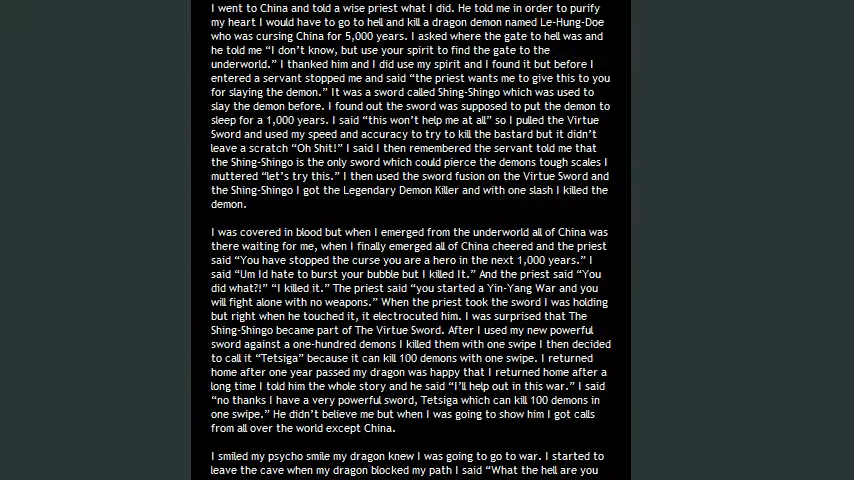 I went to China and told a wise priest what I did. He told me in order to purify
my heart I would have to go to hell and kill a dragon demon named Le-Hung-Doe
who was cursing China for 5,000 years. I asked where the gate to hell was and
he told me “I don’t know, but use your spirit to find the gate to the
underworld.” I thanked him and I did use my spirit and I found it but before I
entered a servant stopped me and said “the priest wants me to give this to you
for slaying the demon.” It was a sword called Shing-Shingo which was used to
slay the demon before. I found out the sword was supposed to put the demon to
sleep for a 1,000 years. I said “this won’t help me at all” so I pulled the Virtue
Sword and used my speed and accuracy to try to kill the bastard but it didn’t
leave a scratch “Oh Shit!” I said I then remembered the servant told me that
the Shing-Shingo is the only sword which could pierce the demons tough scales I
muttered “let’s try this.” I then used the sword fusion on the Virtue Sword and
the Shing-Shingo I got the Legendary Demon Killer and with one slash I killed the
demon.
I was covered in blood but when I emerged from the underworld all of China was
there waiting for me, when I finally emerged all of China cheered and the priest
said “You have stopped the curse you are a hero in the next 1,000 years.” I
said “Um Id hate to burst your bubble but I killed It.” And the priest said “You
did what?!” “I killed it.” The priest said “you started a Yin-Yang War and you
will fight alone with no weapons.” When the priest took the sword I was holding
but right when he touched it, it electrocuted him. I was surprised that The
Shing-Shingo became part of The Virtue Sword. After I used my new powerful
sword against a one-hundred demons I killed them with one swipe I then decided
to call it “Tetsiga” because it can kill 100 demons with one swipe. I returned
home after one year passed my dragon was happy that I returned home after a
long time I told him the whole story and he said “I’ll help out in this war.” I said
“no thanks I have a very powerful sword, Tetsiga which can kill 100 demons in
one swipe.” He didn’t believe me but when I was going to show him I got calls
from all over the world except China.
I smiled my psycho smile my dragon knew I was going to go to war. I started to
leave the cave when my dragon blocked my path I said “What the hell are you